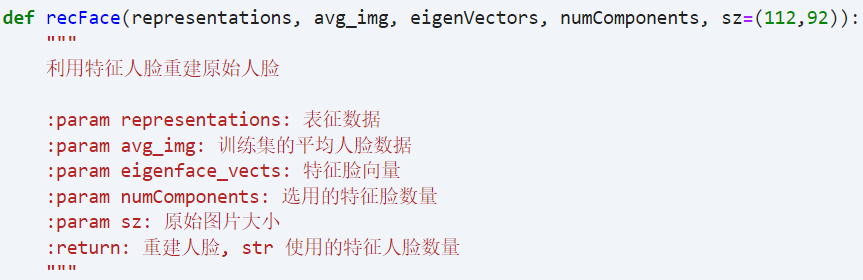 def recFace(representations, avg_img, eigenVectors, numComponents, sz=(112,92)):
"""
利用特征人脸重建原始人脸
:param representations: 表征数据
:param avg_img: 训练集的平均人脸数据
:param eigenface_vects: 特征脸向量
:param numComponents: 选用的特征脸数量
:param sz: 原始图片大小
:return: 重建人脸, str 使用的特征人脸数量
"""